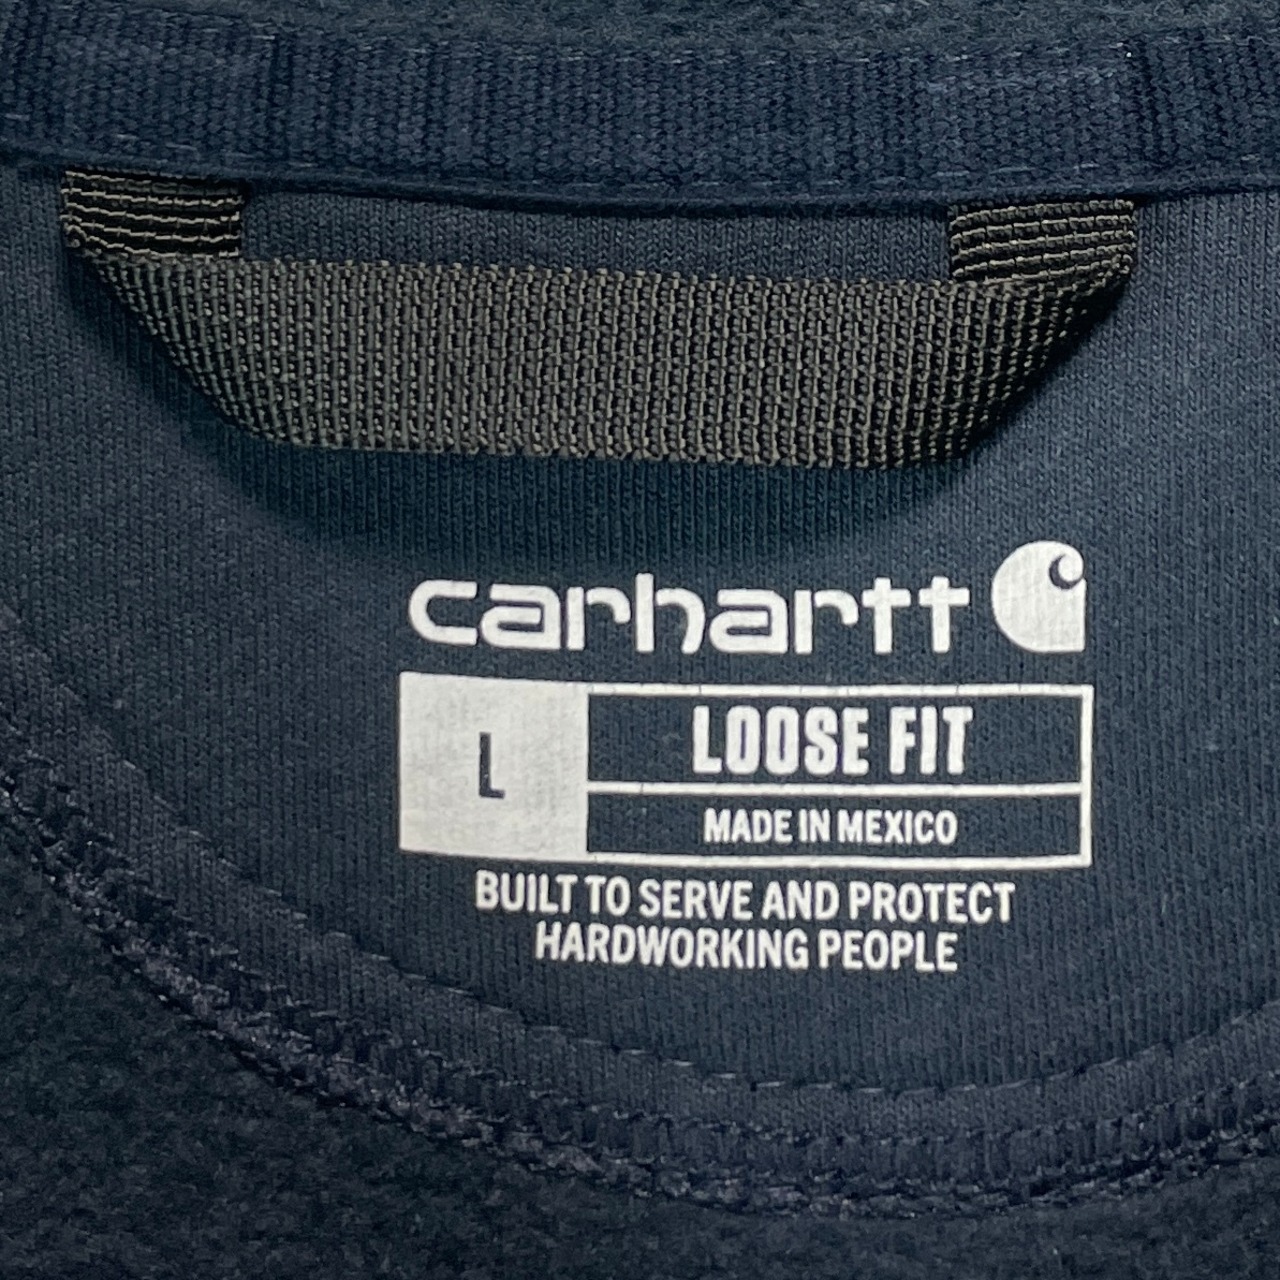 carhartt
L
LOOSE FIT
MADE IN MEXICO
BUILT TO SERVE AND PROTECT
HARDWORKING PEOPLE